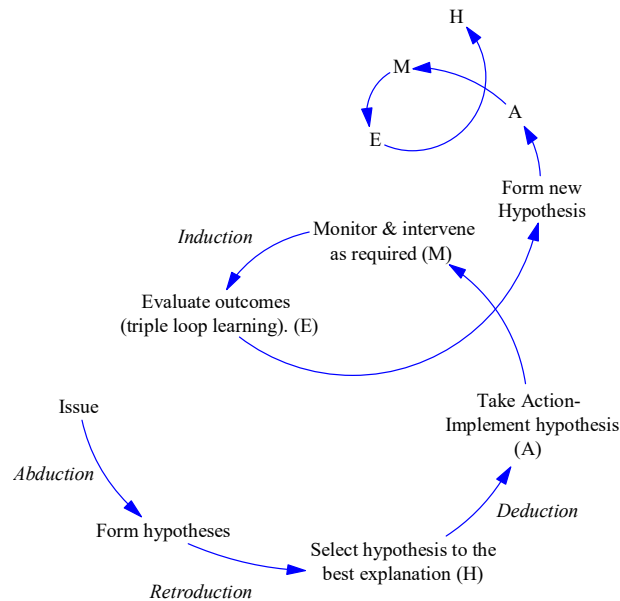 H
M
A
E
Form new
Hypothesis
Induction
Monitor & intervene
as required (M)
Evaluate outcomes
(triple loop learning). (E)
Issue
Take Action-
Implement hypothesis
(A)
Abduction
Deduction
Form hypotheses
Select hypothesis to the
best explanation (H)
Retroduction